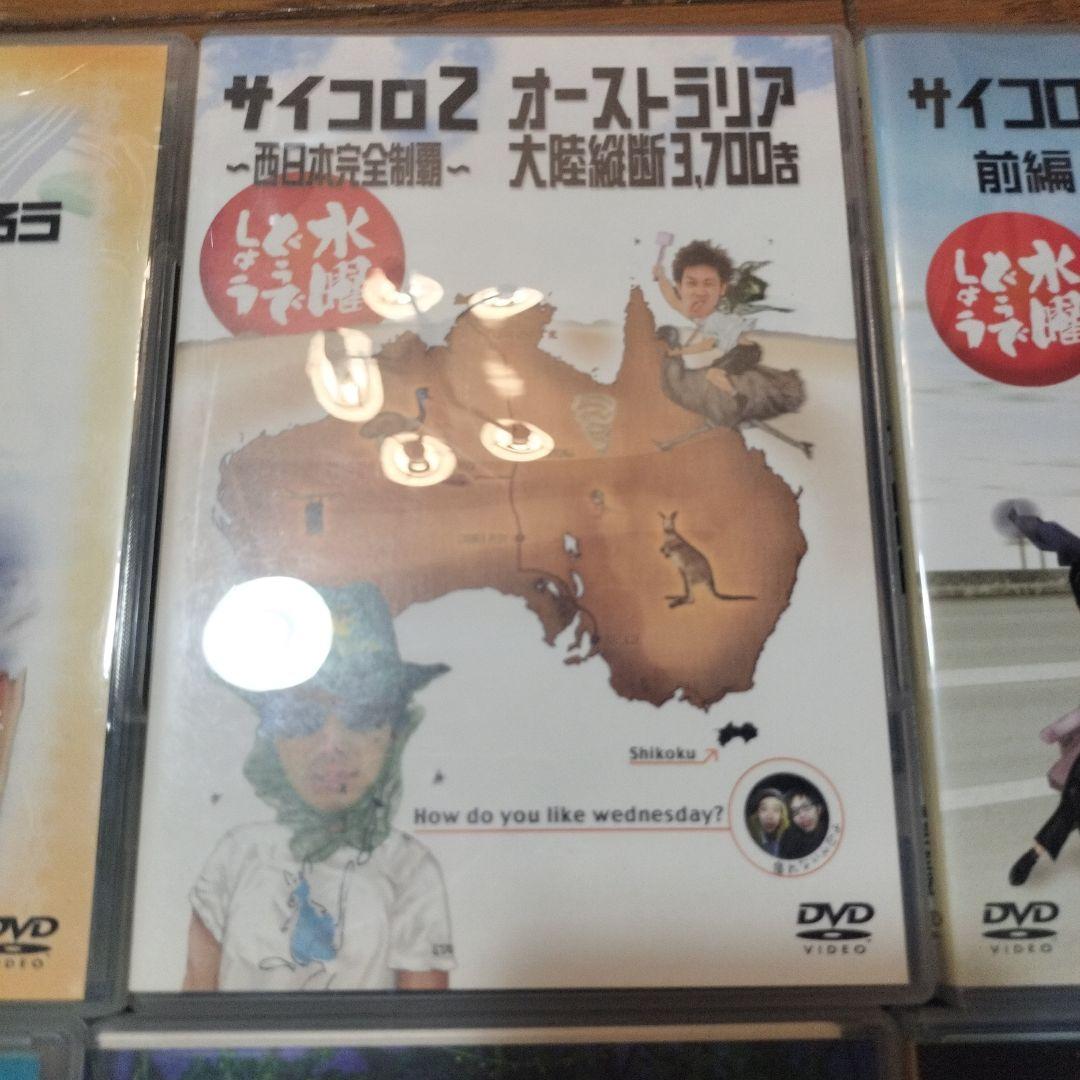 サイコロ2
～西日本完全制覇～
オーストラリア
大陸縦断3,700キロ
水曜
どうで
しょう
Shikoku
How do you like wednesday?
DVD
VIDEO
ろう
DVD
VIDEO
サイコロ
前編
水曜
どうで
しょう
DVD
VIDEO